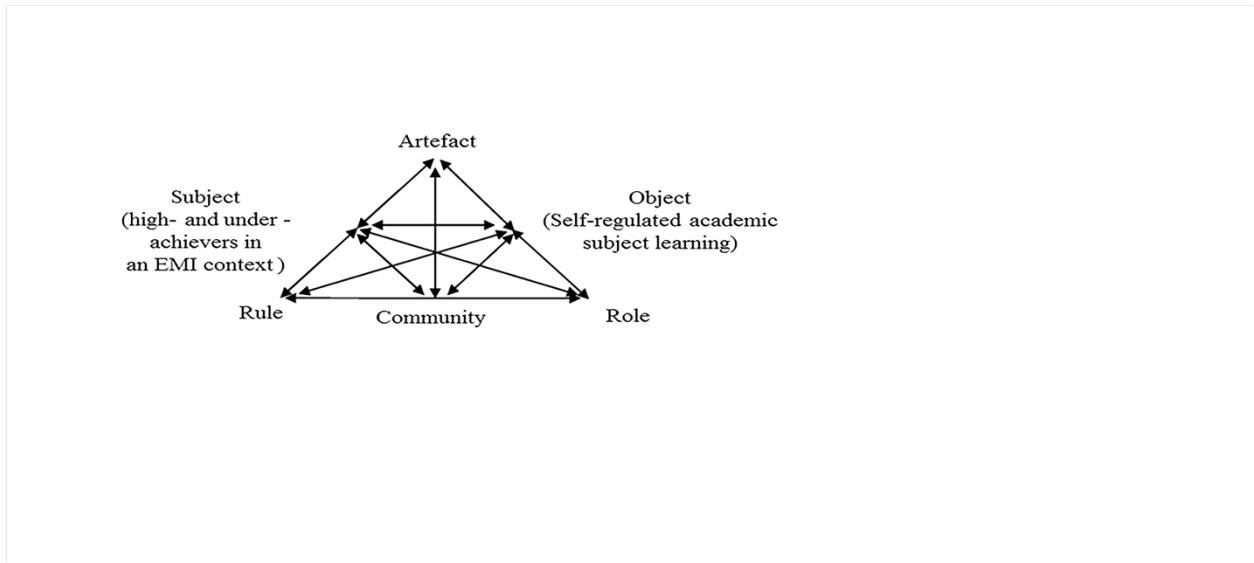 Artefact
Subject
(high- and under -
achievers in
an EMI context )
Object
(Self-regulated academic
subject learning)
Rule
Community
Role